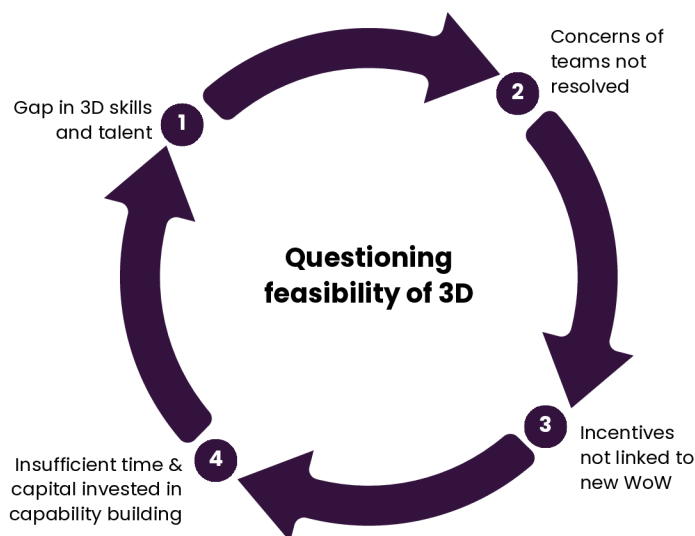 1
Gap in 3D skills
and talent
2
Concerns of
teams not
resolved
Questioning
feasibility of 3D
3
Incentives
not linked to
new WoW
4
Insufficient time &
capital invested in
capability building